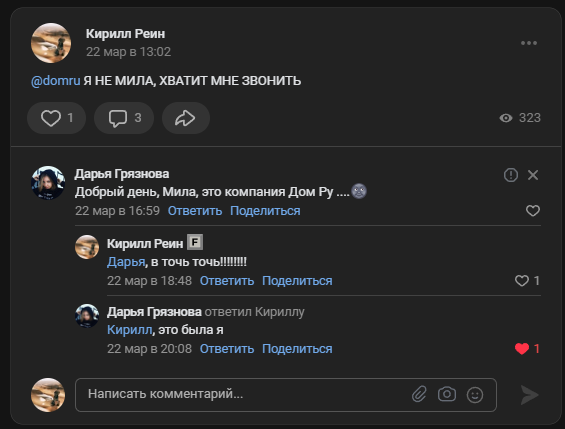 Кирилл Реин
22 мар в 13:02
@domru Я НЕ МИЛА, ХВАТИТ МНЕ ЗВОНИТЬ
1
3
323
Дарья Грязнова
Добрый день, Мила, это компания Дом Ру ....🌚
22 мар в 16:59 Ответить Поделиться
Кирилл Реин F
Дарья, в точь точь!!!!!!!!
22 мар в 18:48 Ответить Поделиться 1
Дарья Грязнова ответил Кириллу
Кирилл, это была я
22 мар в 20:08 Ответить Поделиться 1
Написать комментарий...